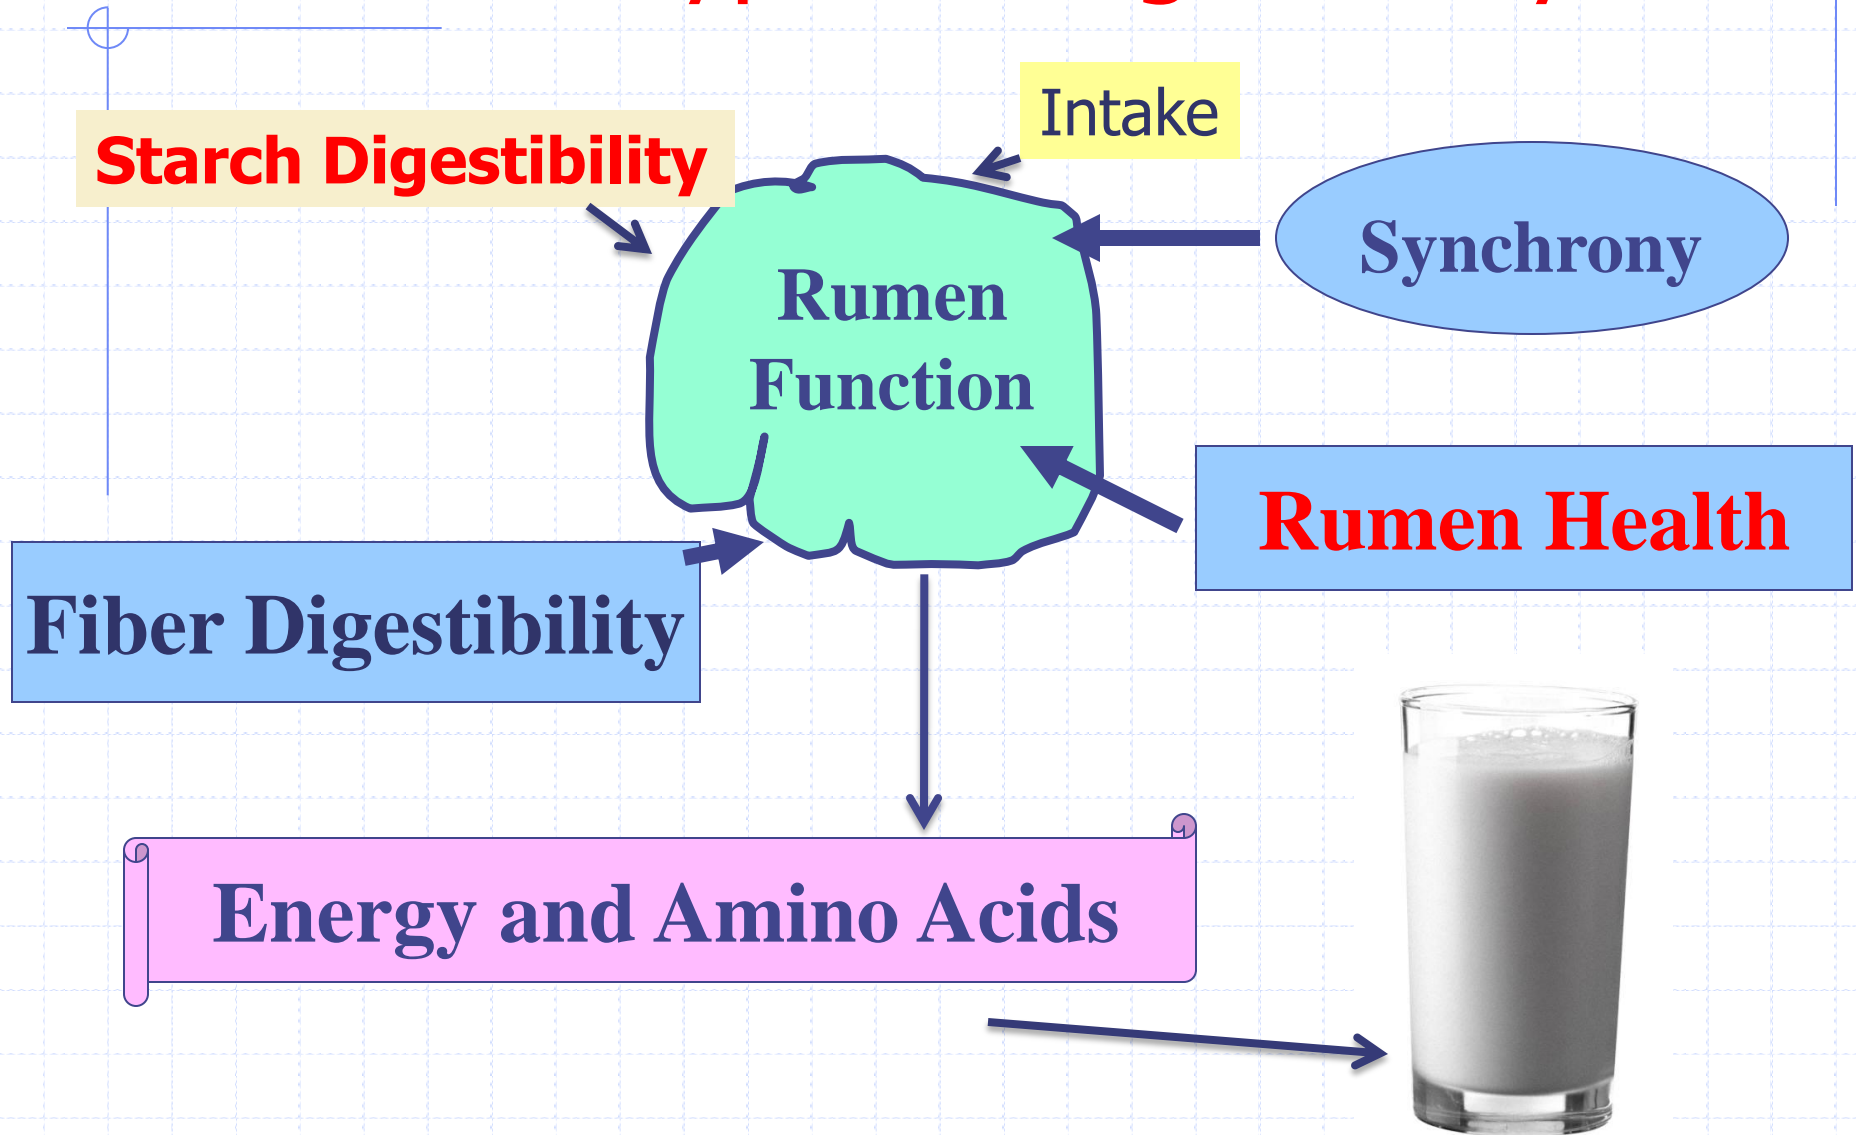 Starch Digestibility
Intake
Synchrony
Rumen
Function
Rumen Health
Fiber Digestibility
Energy and Amino Acids